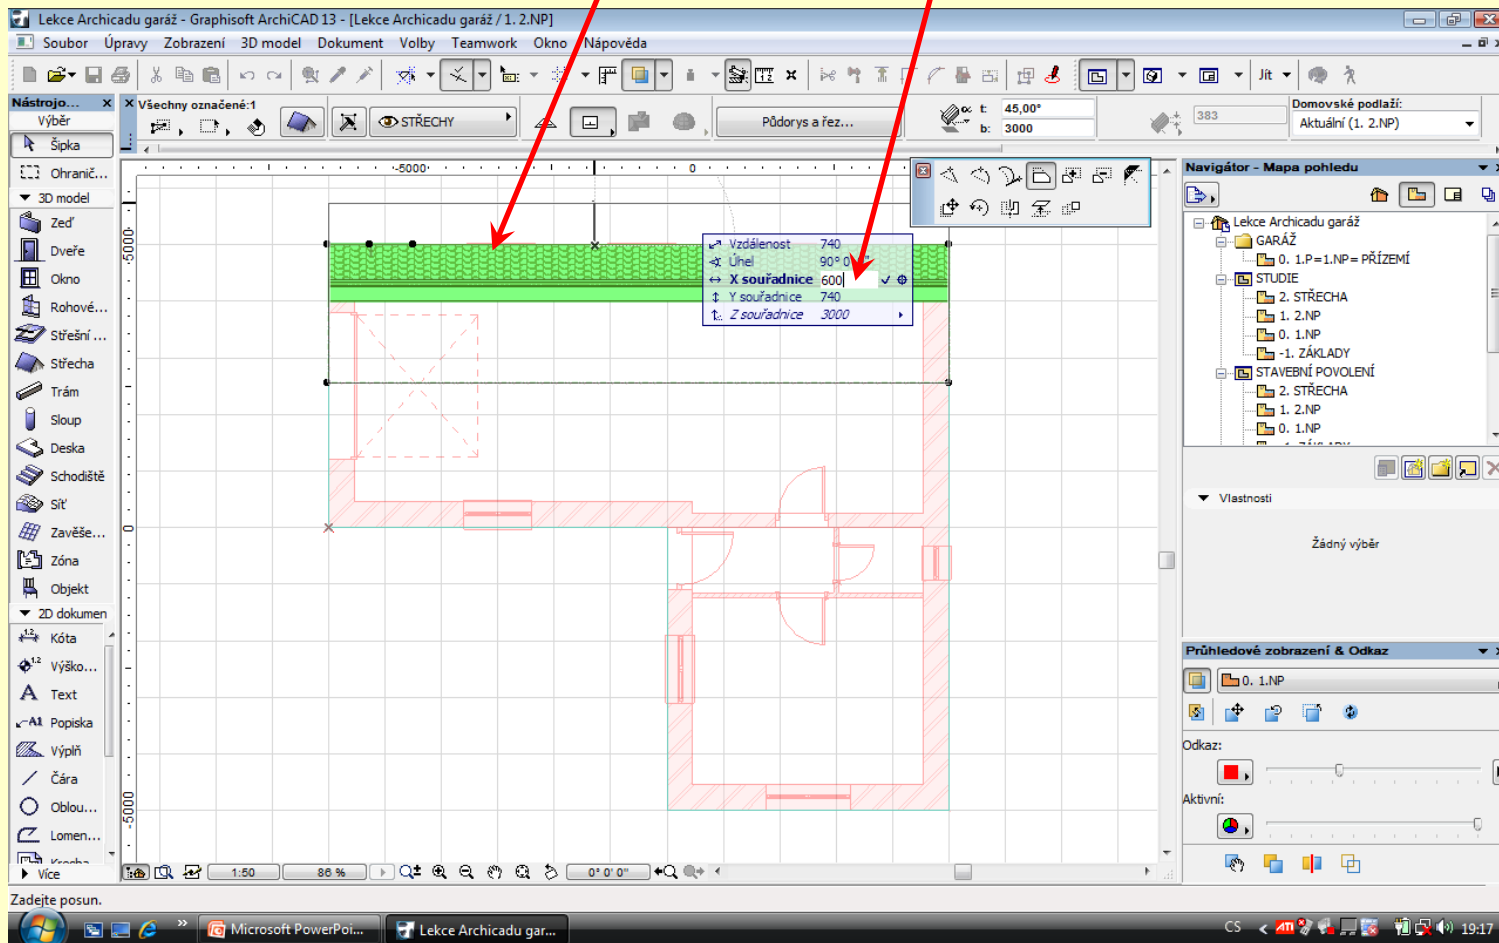 Lekce Archicadu garáž - Graphisoft ArchiCAD 13 - [Lekce Archicadu garáž / 1. 2.NP]
Soubor Úpravy Zobrazení 3D model Dokument Volby Teamwork Okno Nápověda
Jít
Nástrojo...
Výběr
Šipka
Ohranič...
3D model
Zeď
Dveře
Okno
Rohové...
Střešní ...
Střecha
Trám
Sloup
Deska
Schodiště
Síť
Zavěše...
Zóna
Objekt
2D dokumen
Kóta
Výško...
Text
Popiska
Výplň
Čára
Oblou...
Lomen...
Více
Všechny označené:1
STŘECHY
Půdorys a řez...
t: 45,00°
b: 3000
383
Domovské podlaží:
Aktuální (1. 2.NP)
-5000
0
5000
0
-5000
Vzdálenost 740
Úhel 90° 0
X souřadnice 600
Y souřadnice 740
Z souřadnice 3000
Navigátor - Mapa pohledu
Lekce Archicadu garáž
GARÁŽ
0. 1.P=1.NP= PŘÍZEMÍ
STUDIE
2. STŘECHA
1. 2.NP
0. 1.NP
-1. ZÁKLADY
STAVEBNÍ POVOLENÍ
2. STŘECHA
1. 2.NP
0. 1.NP
Vlastnosti
Žádný výběr
Průhledové zobrazení & Odkaz
0. 1.NP
Odkaz:
Aktivní:
1:50
86 %
0° 0' 0"
Zadejte posun.
Microsoft PowerPoi...
Lekce Archicadu gar...
CS
ATI
19:17